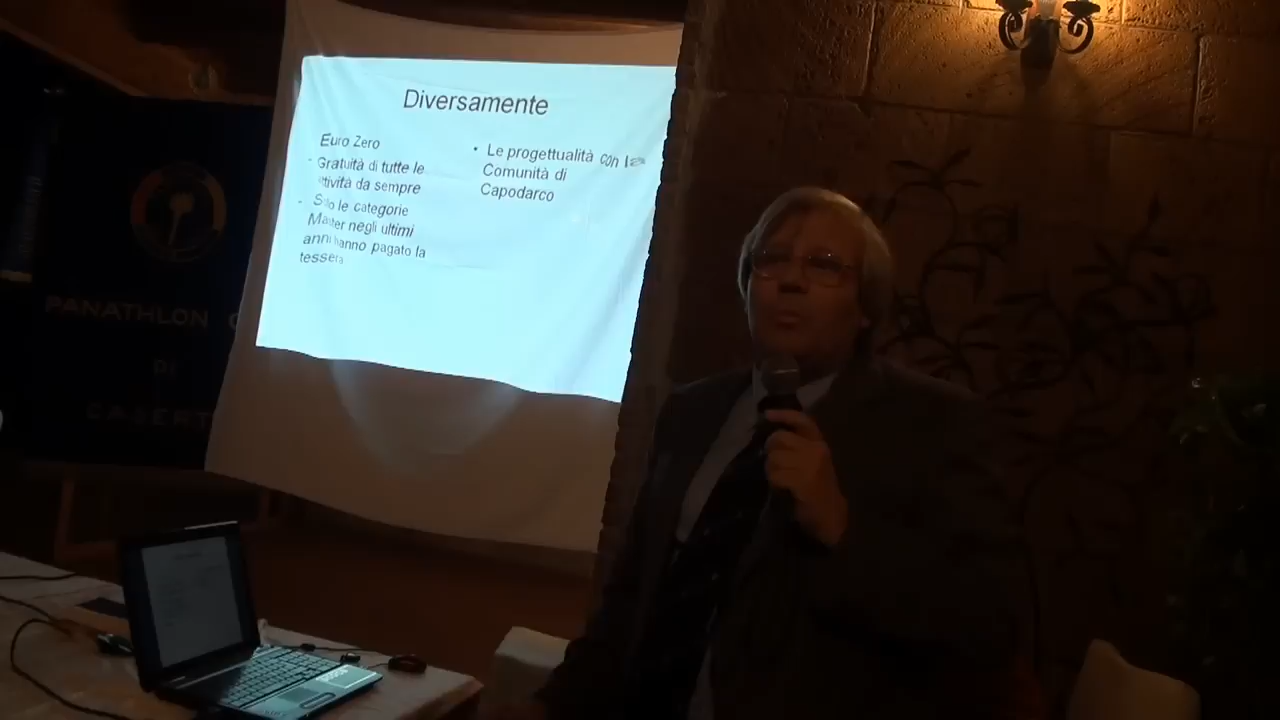 Diversamente
Euro Zero
- Gratuità di tutte le
attività da sempre
- Solo le categorie
Master negli ultimi
anni hanno pagato la
tessera
• Le progettualità con la
Comunità di
Capodarco
PANATHLON
DI
CASERT